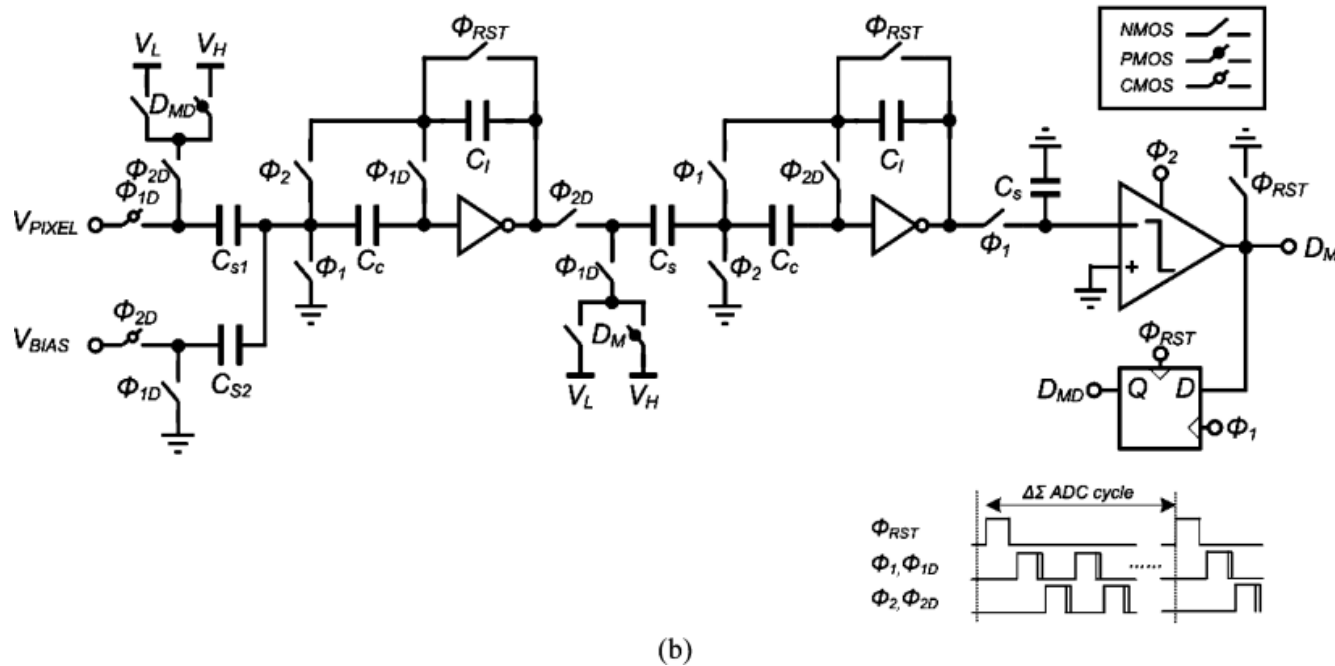 Φ_RST
Φ_RST
NMOS
PMOS
CMOS
V_L
V_H
D_MD
C_I
C_I
Φ_2
Φ_2D
Φ_1D
Φ_2
Φ_1D
Φ_1
Φ_2D
C_s
Φ_RST
V_PIXEL
Φ_2D
D_M
C_s1
Φ_1
C_c
C_s
Φ_2
C_c
Φ_1
Φ_1D
V_BIAS
Φ_2D
C_S2
Φ_1D
D_M
V_L
V_H
Φ_RST
D_MD
Q
D
Φ_1
ΔΣ ADC cycle
Φ_RST
Φ_1,Φ_1D
......
Φ_2,Φ_2D
(b)